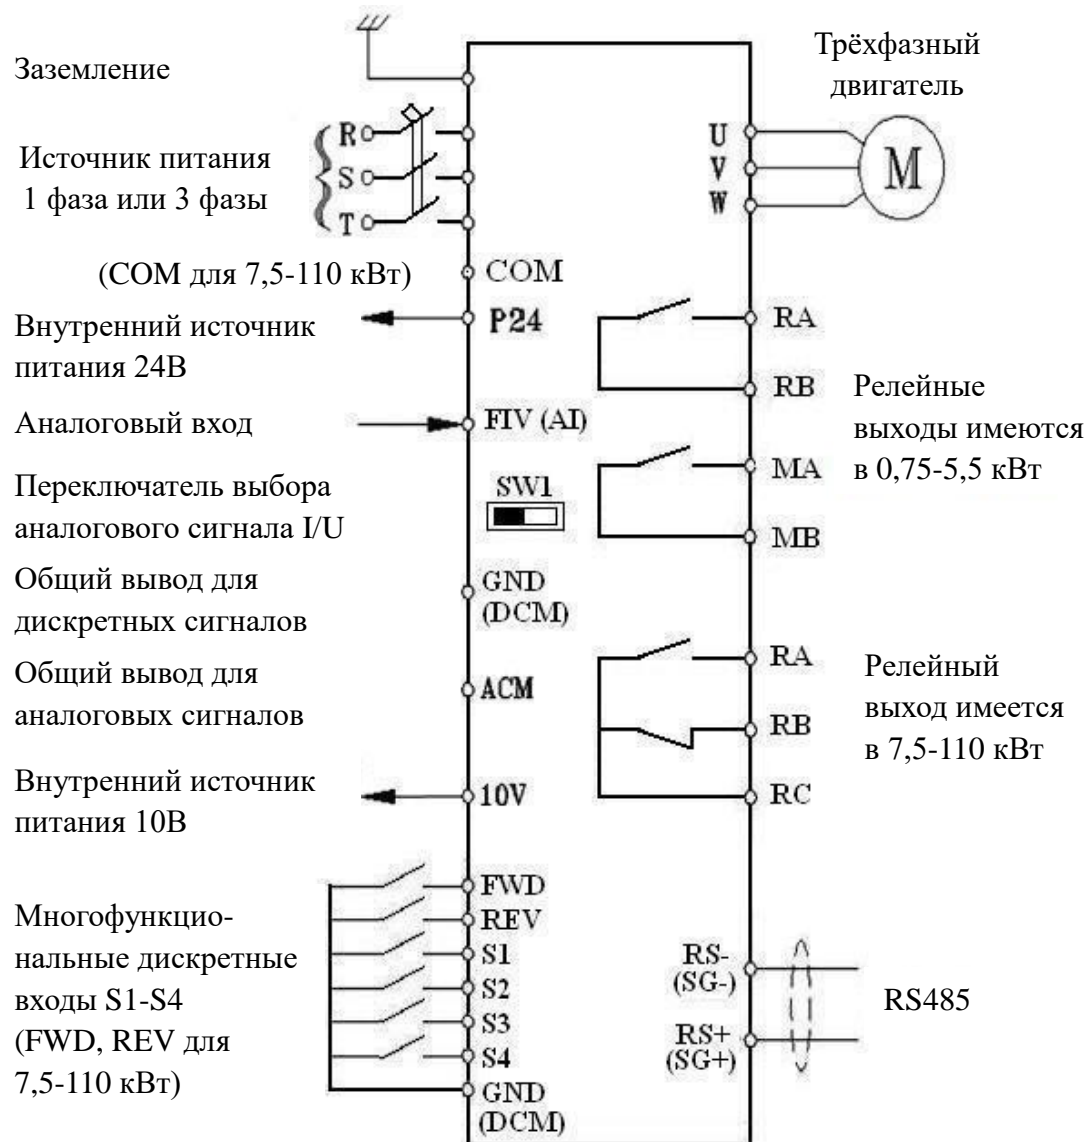 Заземление
Источник питания
1 фаза или 3 фазы
R
S
T
(COM для 7,5-110 кВт)
COM
Внутренний источник
питания 24В
P24
Аналоговый вход
FIV (AI)
Переключатель выбора
аналогового сигнала I/U
SW1
Общий вывод для
дискретных сигналов
GND
(DCM)
Общий вывод для
аналоговых сигналов
ACM
Внутренний источник
питания 10В
10V
Многофункцио-
нальные дискретные
входы S1-S4
(FWD, REV для
7,5-110 кВт)
FWD
REV
S1
S2
S3
S4
GND
(DCM)
Трёхфазный
двигатель
U
V
W
M
RA
RB
MA
MB
Релейные
выходы имеются
в 0,75-5,5 кВт
RA
RB
RC
Релейный
выход имеется
в 7,5-110 кВт
RS-
(SG-)
RS+
(SG+)
RS485